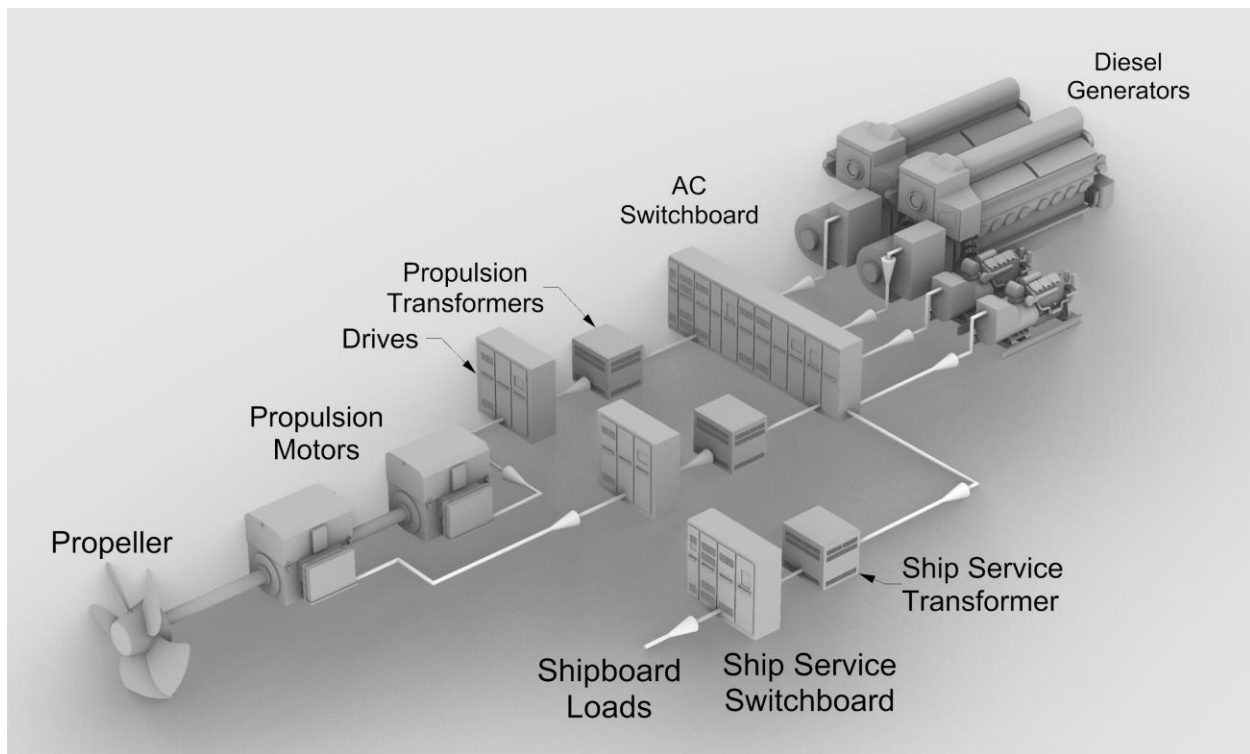 Diesel
Generators
AC
Switchboard
Propulsion
Transformers
Drives
Propulsion
Motors
Propeller
Ship Service
Transformer
Shipboard
Loads
Ship Service
Switchboard